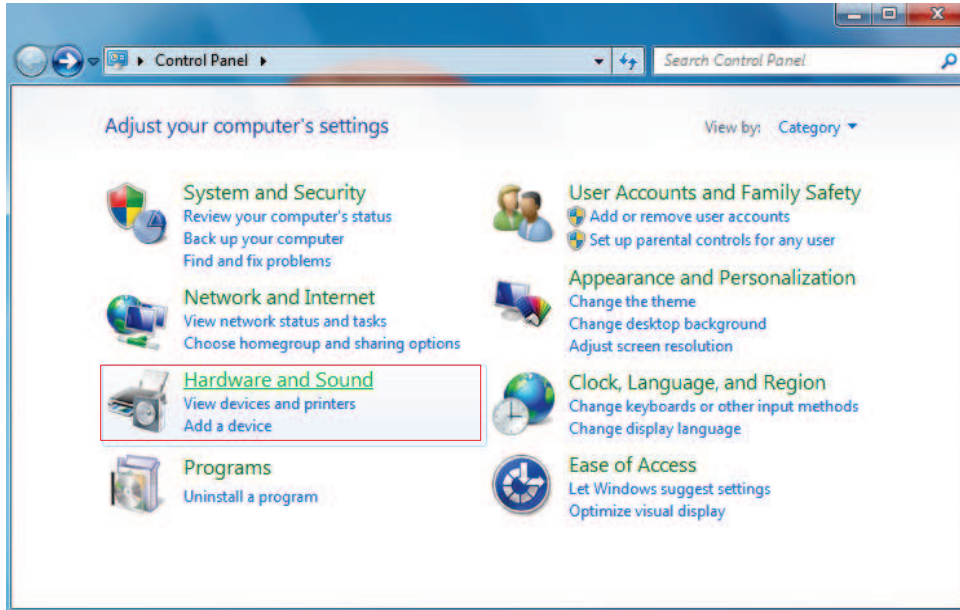 Control Panel
Search Control Panel
Adjust your computer's settings
View by: Category
System and Security
Review your computer's status
Back up your computer
Find and fix problems
Network and Internet
View network status and tasks
Choose homegroup and sharing options
Hardware and Sound
View devices and printers
Add a device
Programs
Uninstall a program
User Accounts and Family Safety
Add or remove user accounts
Set up parental controls for any user
Appearance and Personalization
Change the theme
Change desktop background
Adjust screen resolution
Clock, Language, and Region
Change keyboards or other input methods
Change display language
Ease of Access
Let Windows suggest settings
Optimize visual display